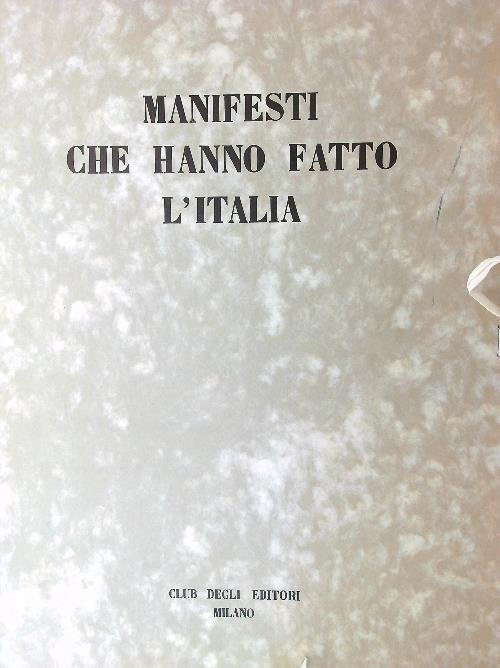 MANIFESTI
CHE HANNO FATTO
L'ITALIA
CLUB DEGLI EDITORI
MILANO